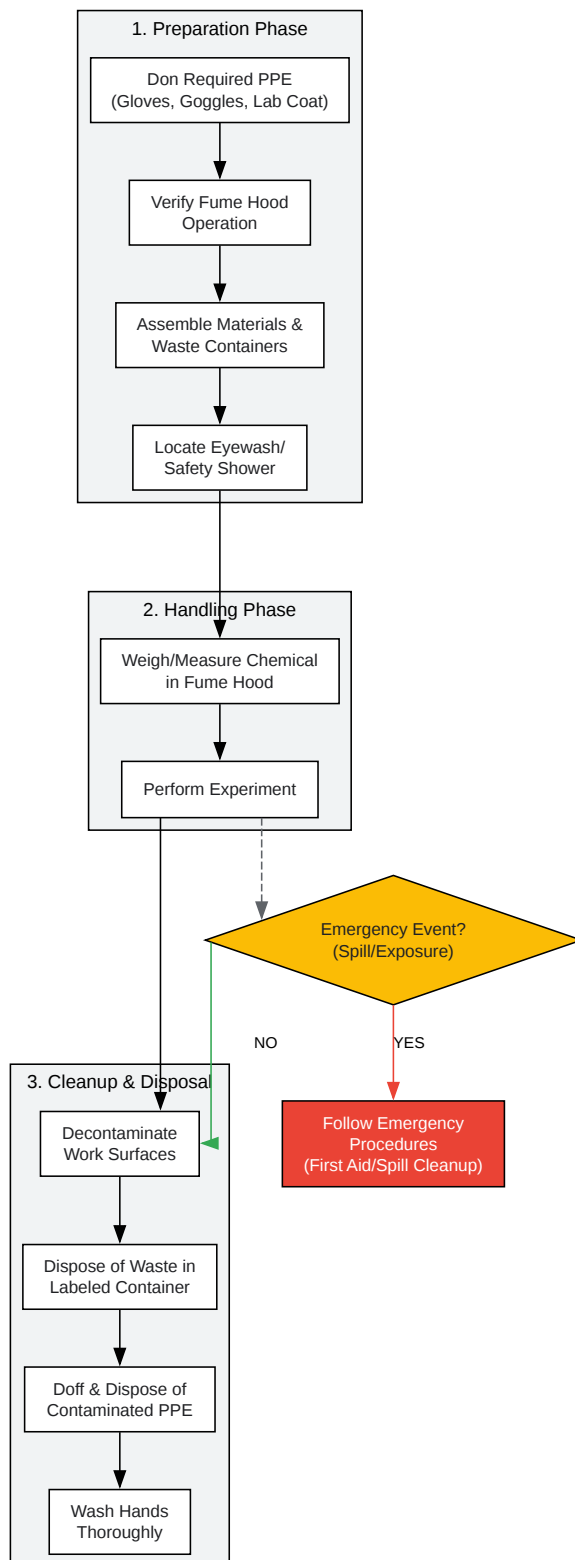 1. Preparation Phase
Don Required PPE
(Gloves, Goggles, Lab Coat)
Verify Fume Hood
Operation
Assemble Materials &
Waste Containers
Locate Eyewash/
Safety Shower
2. Handling Phase
Weigh/Measure Chemical
in Fume Hood
Perform Experiment
Emergency Event?
(Spill/Exposure)
NO
YES
3. Cleanup & Disposal
Decontaminate
Work Surfaces
Follow Emergency
Procedures
(First Aid/Spill Cleanup)
Dispose of Waste in
Labeled Container
Doff & Dispose of
Contaminated PPE
Wash Hands
Thoroughly